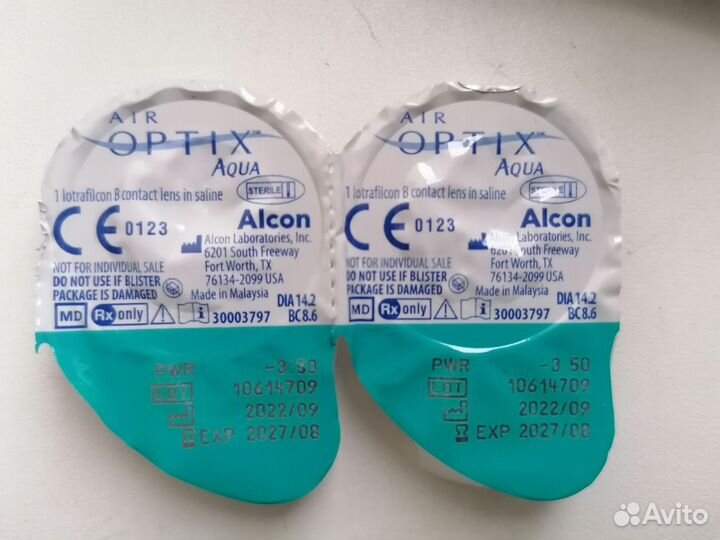 AIR
OPTIX™
AQUA
1 lotrafilcon B contact lens in saline
STERILE
CE 0123
Alcon
Alcon Laboratories, Inc.
6201 South Freeway
Fort Worth, TX
76134-2099 USA
Made in Malaysia
NOT FOR INDIVIDUAL SALE
DO NOT USE IF BLISTER
PACKAGE IS DAMAGED
DIA 14.2
BC 8.6
MD Rx only 30003797
PWR -3.50
LOT 10614709
2022/09
EXP 2027/08
AIR
OPTIX™
AQUA
1 lotrafilcon B contact lens in saline
STERILE
CE 0123
Alcon
Alcon Laboratories, Inc.
6201 South Freeway
Fort Worth, TX
76134-2099 USA
Made in Malaysia
NOT FOR INDIVIDUAL SALE
DO NOT USE IF BLISTER
PACKAGE IS DAMAGED
DIA 14.2
BC 8.6
MD Rx only 30003797
PWR -3.50
LOT 10614709
2022/09
EXP 2027/08
Avito